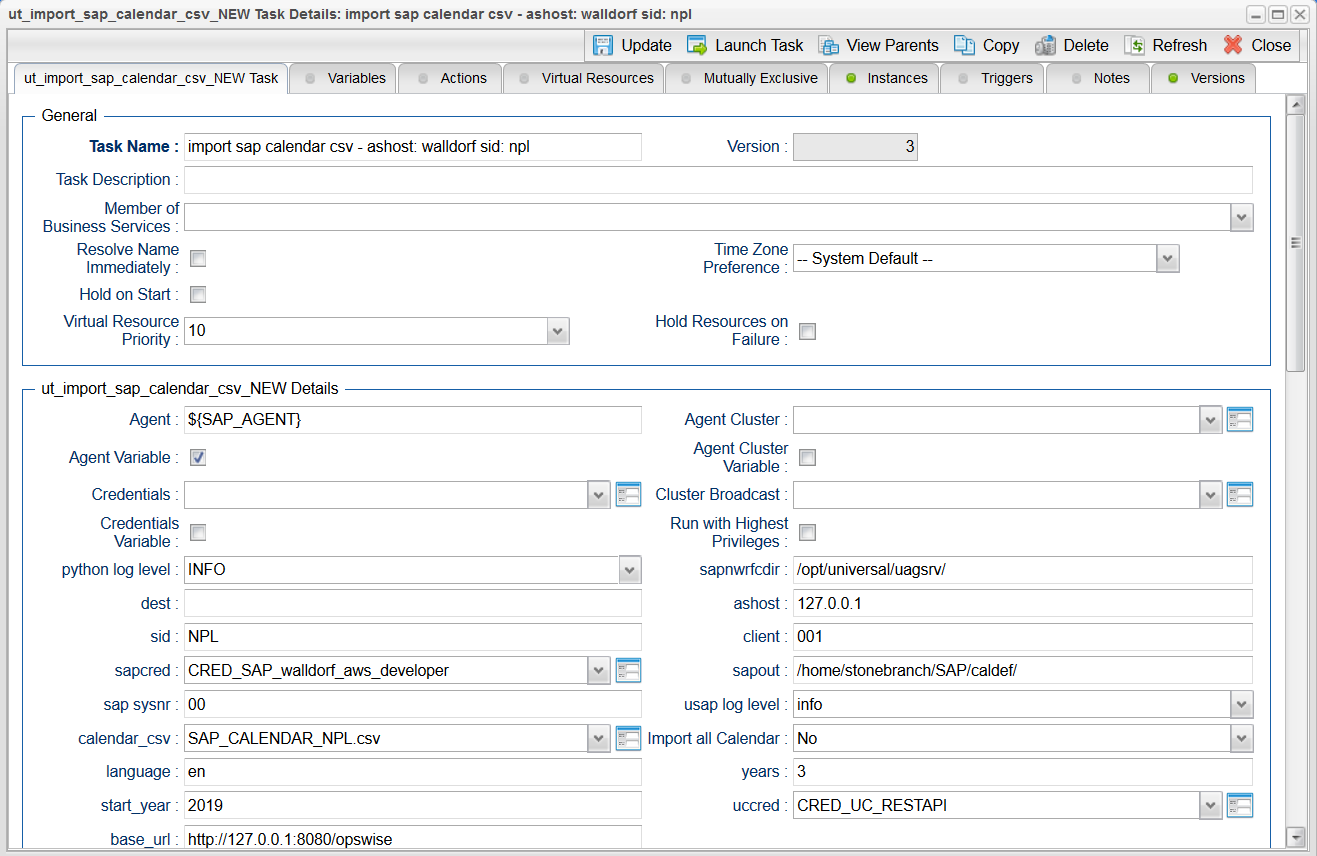 ut_import_sap_calendar_csv_NEW Task Details: import sap calendar csv - ashost: walldorf sid: npl
Update Launch Task View Parents Copy Delete Refresh Close
ut_import_sap_calendar_csv_NEW Task Variables Actions Virtual Resources Mutually Exclusive Instances Triggers Notes Versions
General
Task Name : import sap calendar csv - ashost: walldorf sid: npl Version : 3
Task Description :
Member of
Business Services :
Resolve Name
Immediately :
Time Zone
Preference : -- System Default --
Hold on Start :
Virtual Resource
Priority : 10
Hold Resources on
Failure :
ut_import_sap_calendar_csv_NEW Details
Agent : ${SAP_AGENT} Agent Cluster :
Agent Variable :
Agent Cluster
Variable :
Credentials : Cluster Broadcast :
Credentials
Variable :
Run with Highest
Privileges :
python log level : INFO sapnwrfcdir : /opt/universal/uagsrv/
dest : ashost : 127.0.0.1
sid : NPL client : 001
sapcred : CRED_SAP_walldorf_aws_developer sapout : /home/stonebranch/SAP/caldef/
sap sysnr : 00 usap log level : info
calendar_csv : SAP_CALENDAR_NPL.csv Import all Calendar : No
language : en years : 3
start_year : 2019 uccred : CRED_UC_RESTAPI
base_url : http://127.0.0.1:8080/opswise